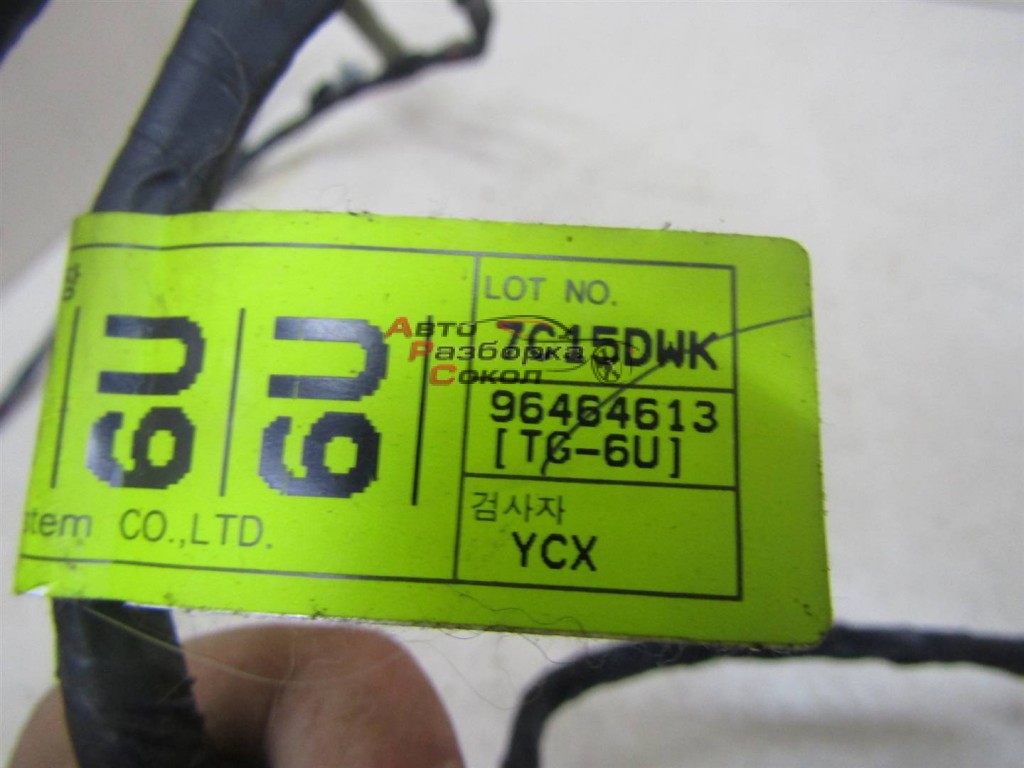 LOT NO.
7C15DWK
96464613
[TG-6U]
검사자
YCX
6U
6U
stem CO.,LTD.
Авто
Разборка
Сокол